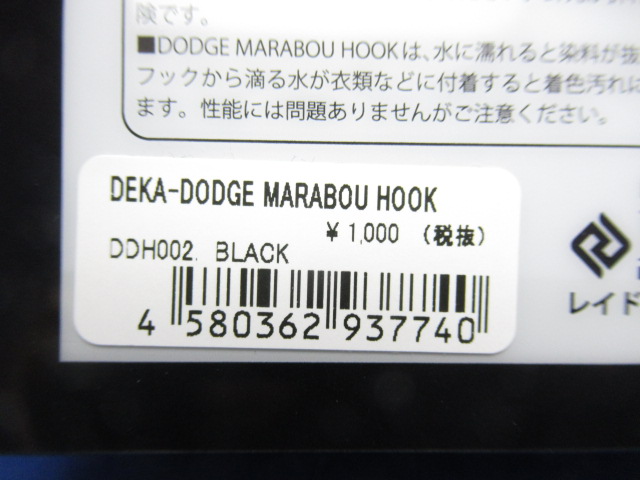 険です。
■DODGE MARABOU HOOKは、水に濡れると染料が抜
フックから滴る水が衣類などに付着すると着色汚れに
ます。性能には問題ありませんがご注意ください。
DEKA-DODGE MARABOU HOOK
¥1,000 (税抜)
DDH002. BLACK
4 580362 937740
レイド